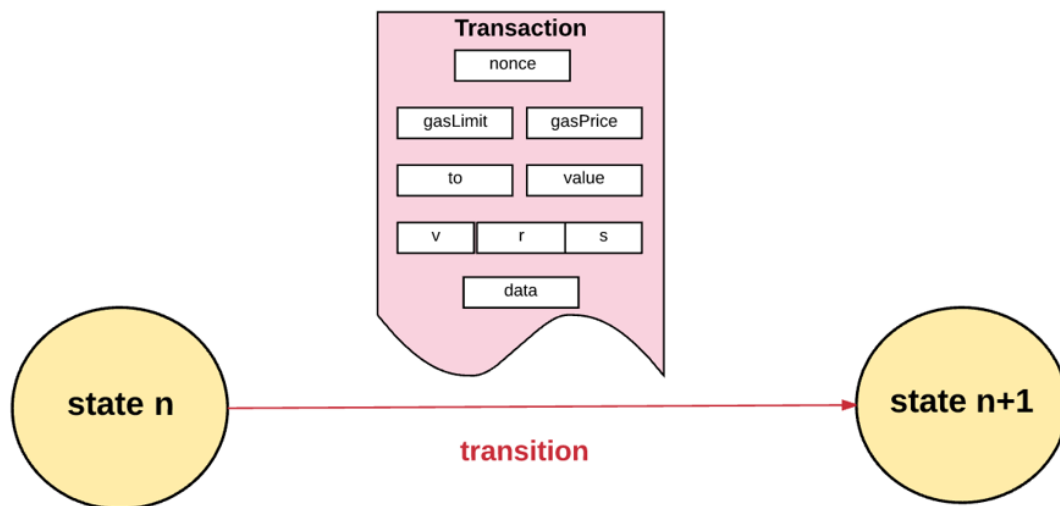 Transaction
nonce
gasLimit gasPrice
to value
v r s
data
state n
state n+1
transition